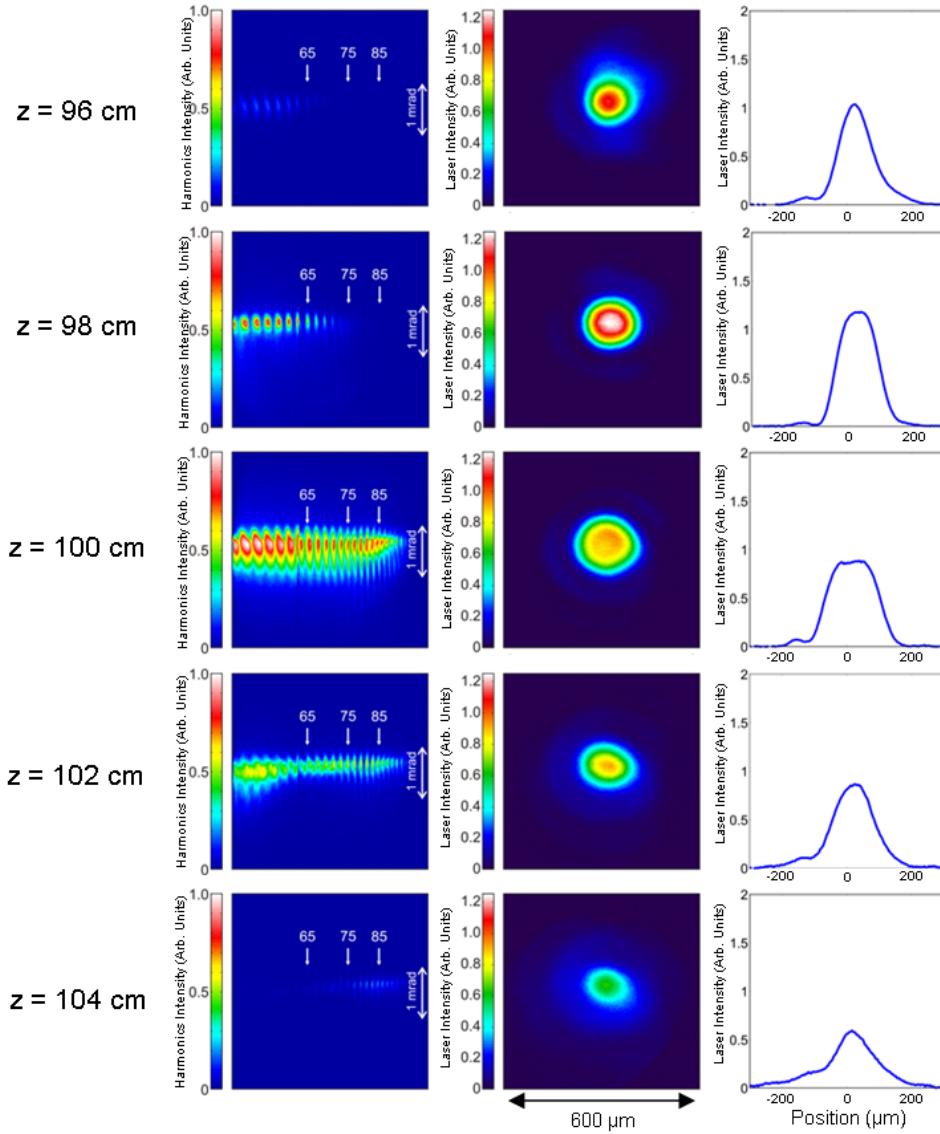 z = 96 cm
Harmonics Intensity (Arb. Units)
1.0
0.5
0
65 75 85
1 mrad
Laser Intensity (Arb. Units)
1.2
1.0
0.8
0.6
0.4
0.2
0
Laser Intensity (Arb. Units)
2
1.5
1
0.5
0
-200 0 200
z = 98 cm
Harmonics Intensity (Arb. Units)
1.0
0.5
0
65 75 85
1 mrad
Laser Intensity (Arb. Units)
1.2
1.0
0.8
0.6
0.4
0.2
0
Laser Intensity (Arb. Units)
2
1.5
1
0.5
0
-200 0 200
z = 100 cm
Harmonics Intensity (Arb. Units)
1.0
0.5
0
65 75 85
1 mrad
Laser Intensity (Arb. Units)
1.2
1.0
0.8
0.6
0.4
0.2
0
Laser Intensity (Arb. Units)
2
1.5
1
0.5
0
-200 0 200
z = 102 cm
Harmonics Intensity (Arb. Units)
1.0
0.5
0
65 75 85
1 mrad
Laser Intensity (Arb. Units)
1.2
1.0
0.8
0.6
0.4
0.2
0
Laser Intensity (Arb. Units)
2
1.5
1
0.5
0
-200 0 200
z = 104 cm
Harmonics Intensity (Arb. Units)
1.0
0.5
0
65 75 85
1 mrad
Laser Intensity (Arb. Units)
1.2
1.0
0.8
0.6
0.4
0.2
0
Laser Intensity (Arb. Units)
2
1.5
1
0.5
0
-200 0 200
600 μm
Position (μm)